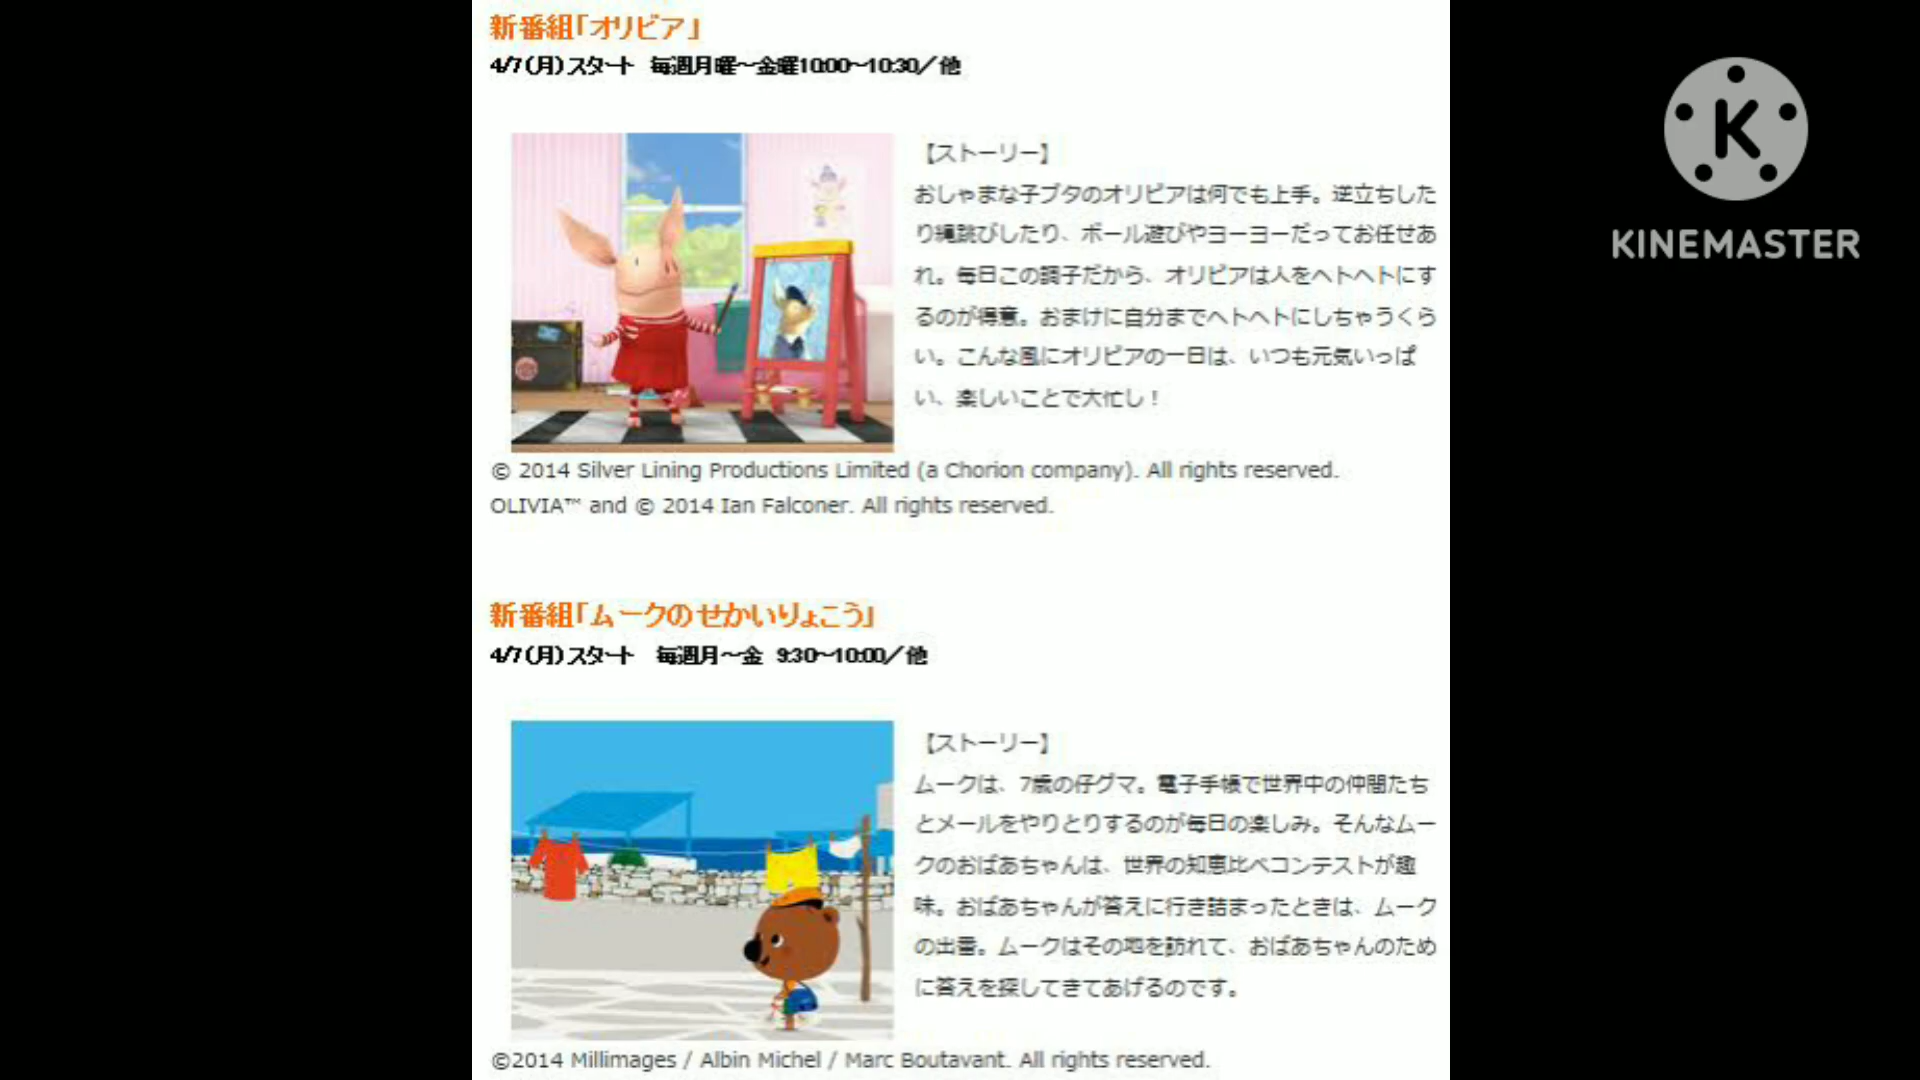 新番組「オリビア」
4/7(月)スタート 毎週月曜～金曜10:00～10:30／他
【ストーリー】
おしゃまな子ブタのオリビアは何でも上手。逆立ちした
り縄跳びしたり、ボール遊びやヨーヨーだってお任せあ
れ。毎日この調子だから、オリビアは人をヘトヘトにす
るのが得意。おまけに自分までヘトヘトにしちゃうくら
い。こんな風にオリビアの一日は、いつも元気いっぱ
い、楽しいことで大忙し！
© 2014 Silver Lining Productions Limited (a Chorion company). All rights reserved.
OLIVIA™ and © 2014 Ian Falconer. All rights reserved.
新番組「ムークのせかいりょこう」
4/7(月)スタート 毎週月～金 9:30～10:00／他
【ストーリー】
ムークは、7歳の仔グマ。電子手帳で世界中の仲間たち
とメールをやりとりするのが毎日の楽しみ。そんなムー
クのおばあちゃんは、世界の知恵比べコンテストが趣
味。おばあちゃんが答えに行き詰まったときは、ムーク
の出番。ムークはその地を訪れて、おばあちゃんのため
に答えを探してきてあげるのです。
©2014 Millimages / Albin Michel / Marc Boutavant. All rights reserved.
K
KINEMASTER